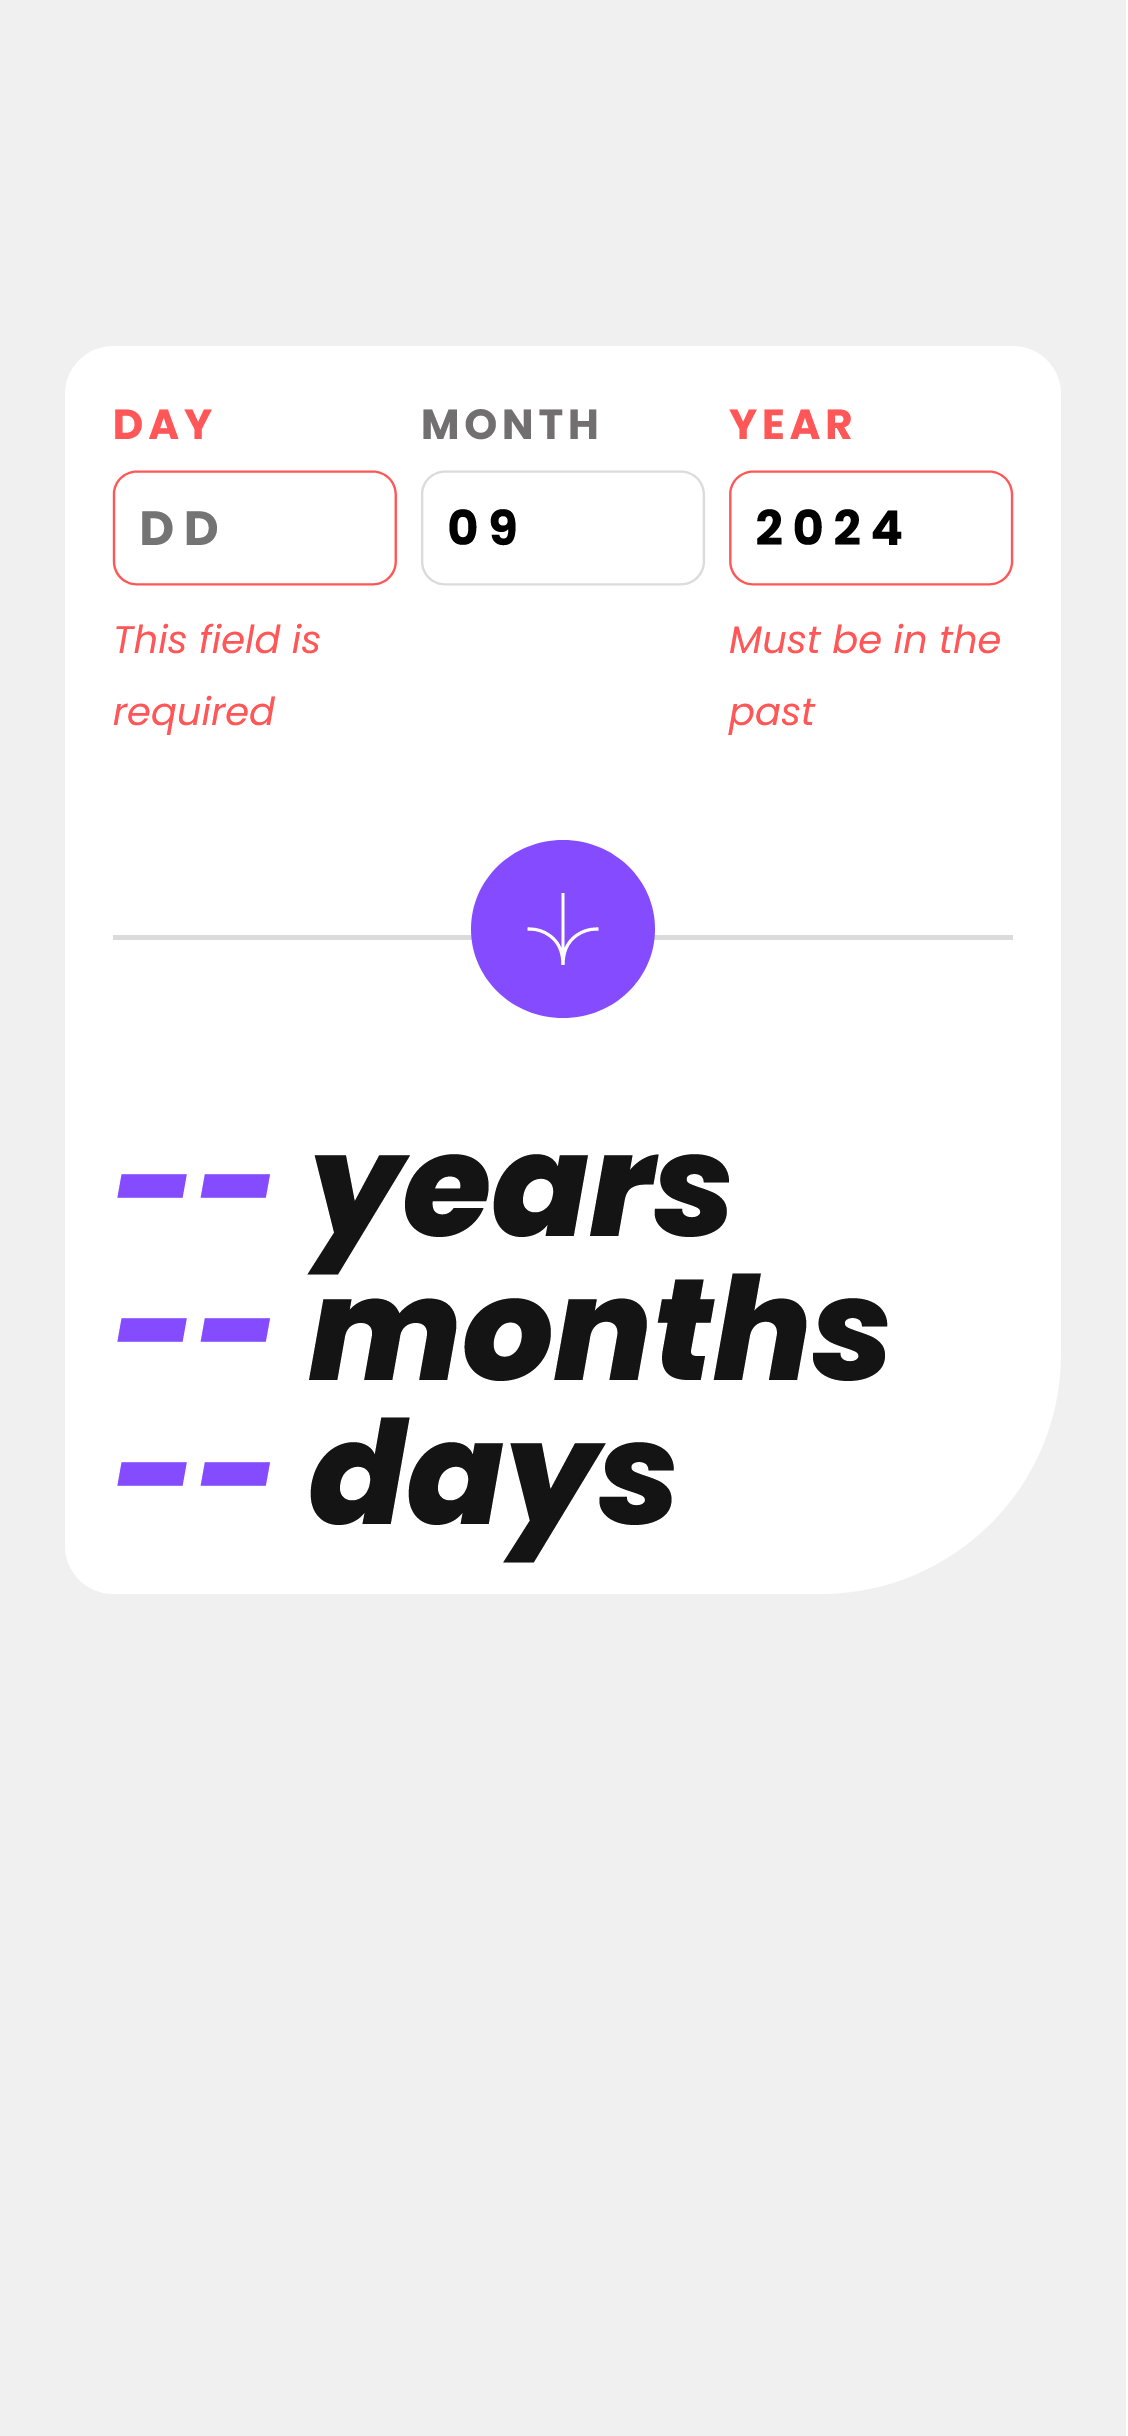 DAY MONTH YEAR
DD 09 2024
This field is Must be in the
required past
-- years
-- months
-- days